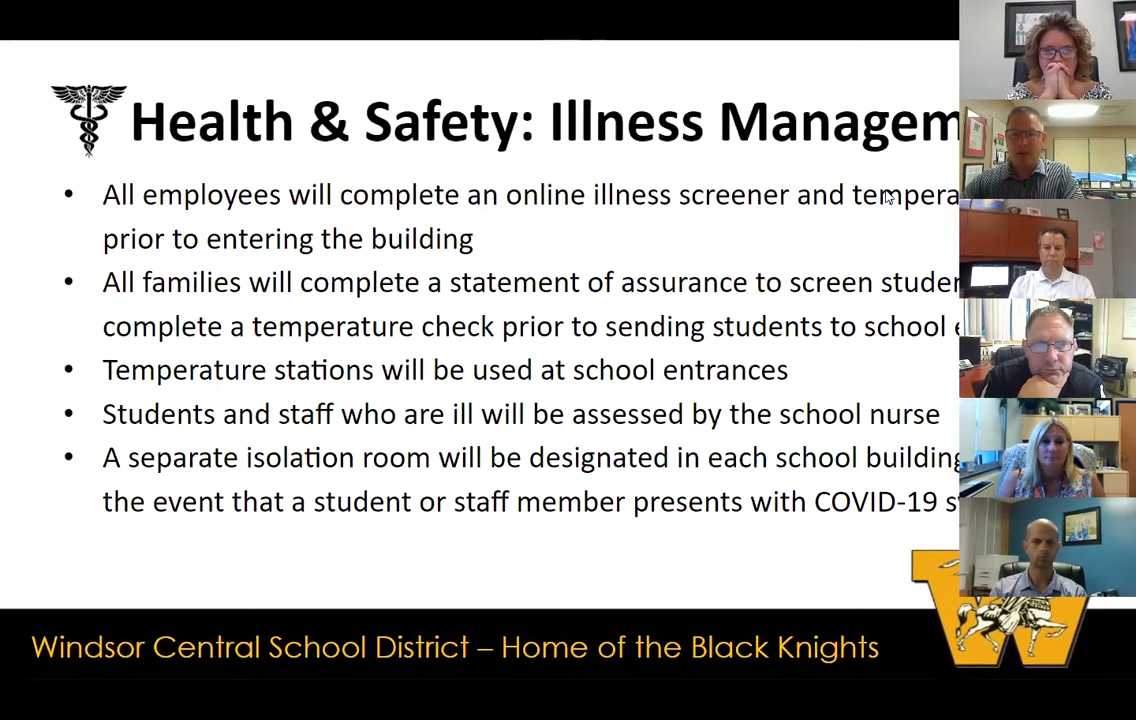 Health & Safety: Illness Managem
• All employees will complete an online illness screener and tempera
prior to entering the building
• All families will complete a statement of assurance to screen studen
complete a temperature check prior to sending students to school e
• Temperature stations will be used at school entrances
• Students and staff who are ill will be assessed by the school nurse
• A separate isolation room will be designated in each school building
the event that a student or staff member presents with COVID-19 s
W
Windsor Central School District – Home of the Black Knights